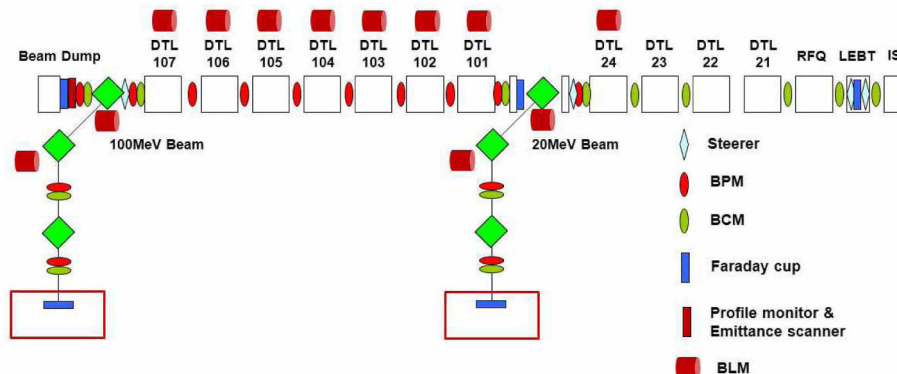 Beam Dump
DTL
107
DTL
106
DTL
105
DTL
104
DTL
103
DTL
102
DTL
101
DTL
24
DTL
23
DTL
22
DTL
21
RFQ
LEBT
IS
100MeV Beam
20MeV Beam
Steerer
BPM
BCM
Faraday cup
Profile monitor &
Emittance scanner
BLM